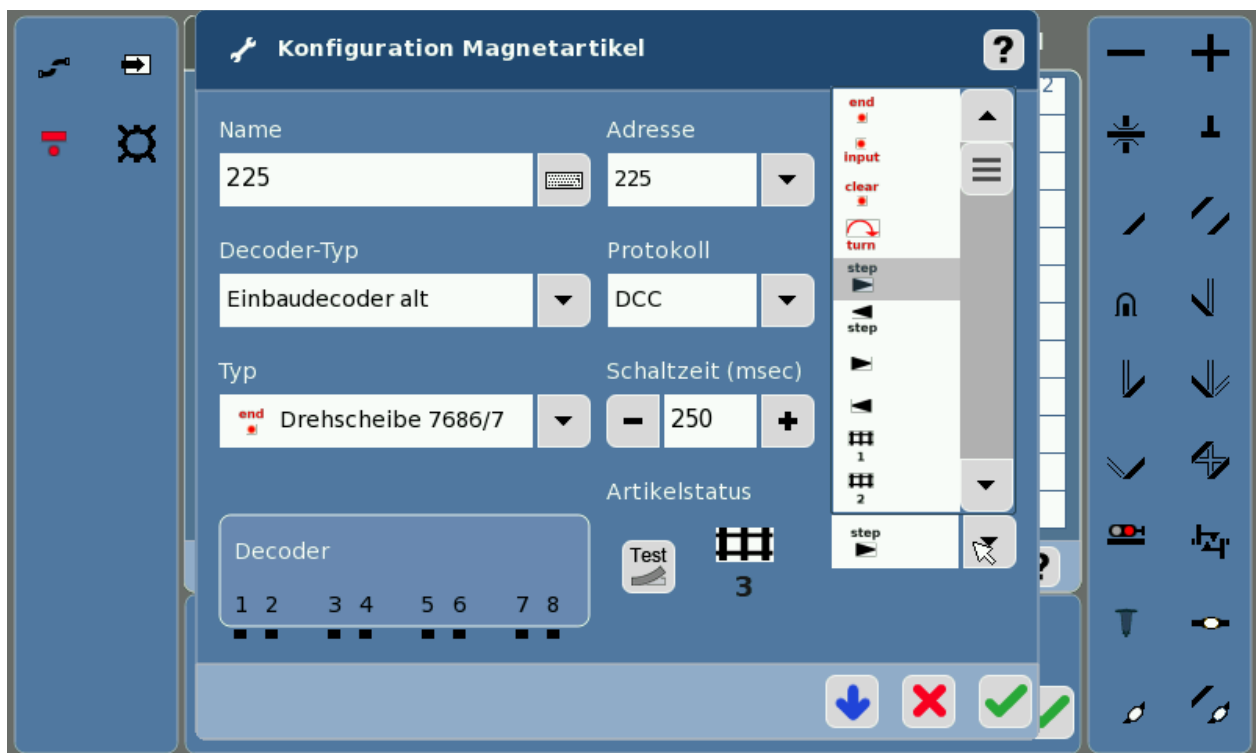 Konfiguration Magnetartikel
?
2
Name
225
Adresse
225
Decoder-Typ
Einbaudecoder alt
Protokoll
DCC
Typ
end
Drehscheibe 7686/7
Schaltzeit (msec)
250
end
input
clear
turn
step
step
1
2
step
Artikelstatus
Test
3
Decoder
1 2 3 4 5 6 7 8
?